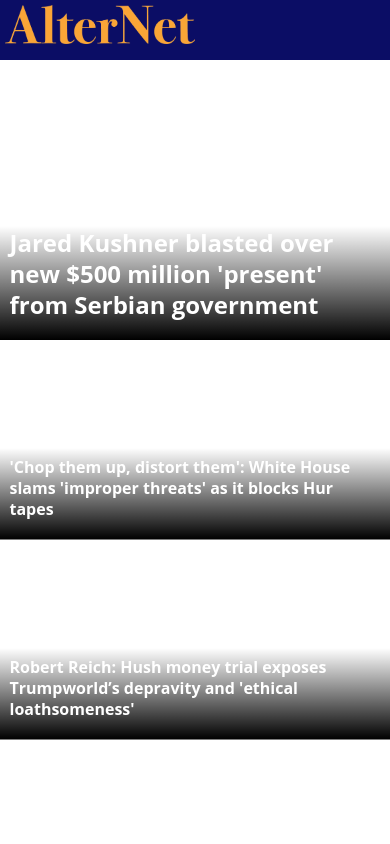 AlterNet
Jared Kushner blasted over
new $500 million 'present'
from Serbian government
'Chop them up, distort them': White House
slams 'improper threats' as it blocks Hur
tapes
Robert Reich: Hush money trial exposes
Trumpworld’s depravity and 'ethical
loathsomeness'